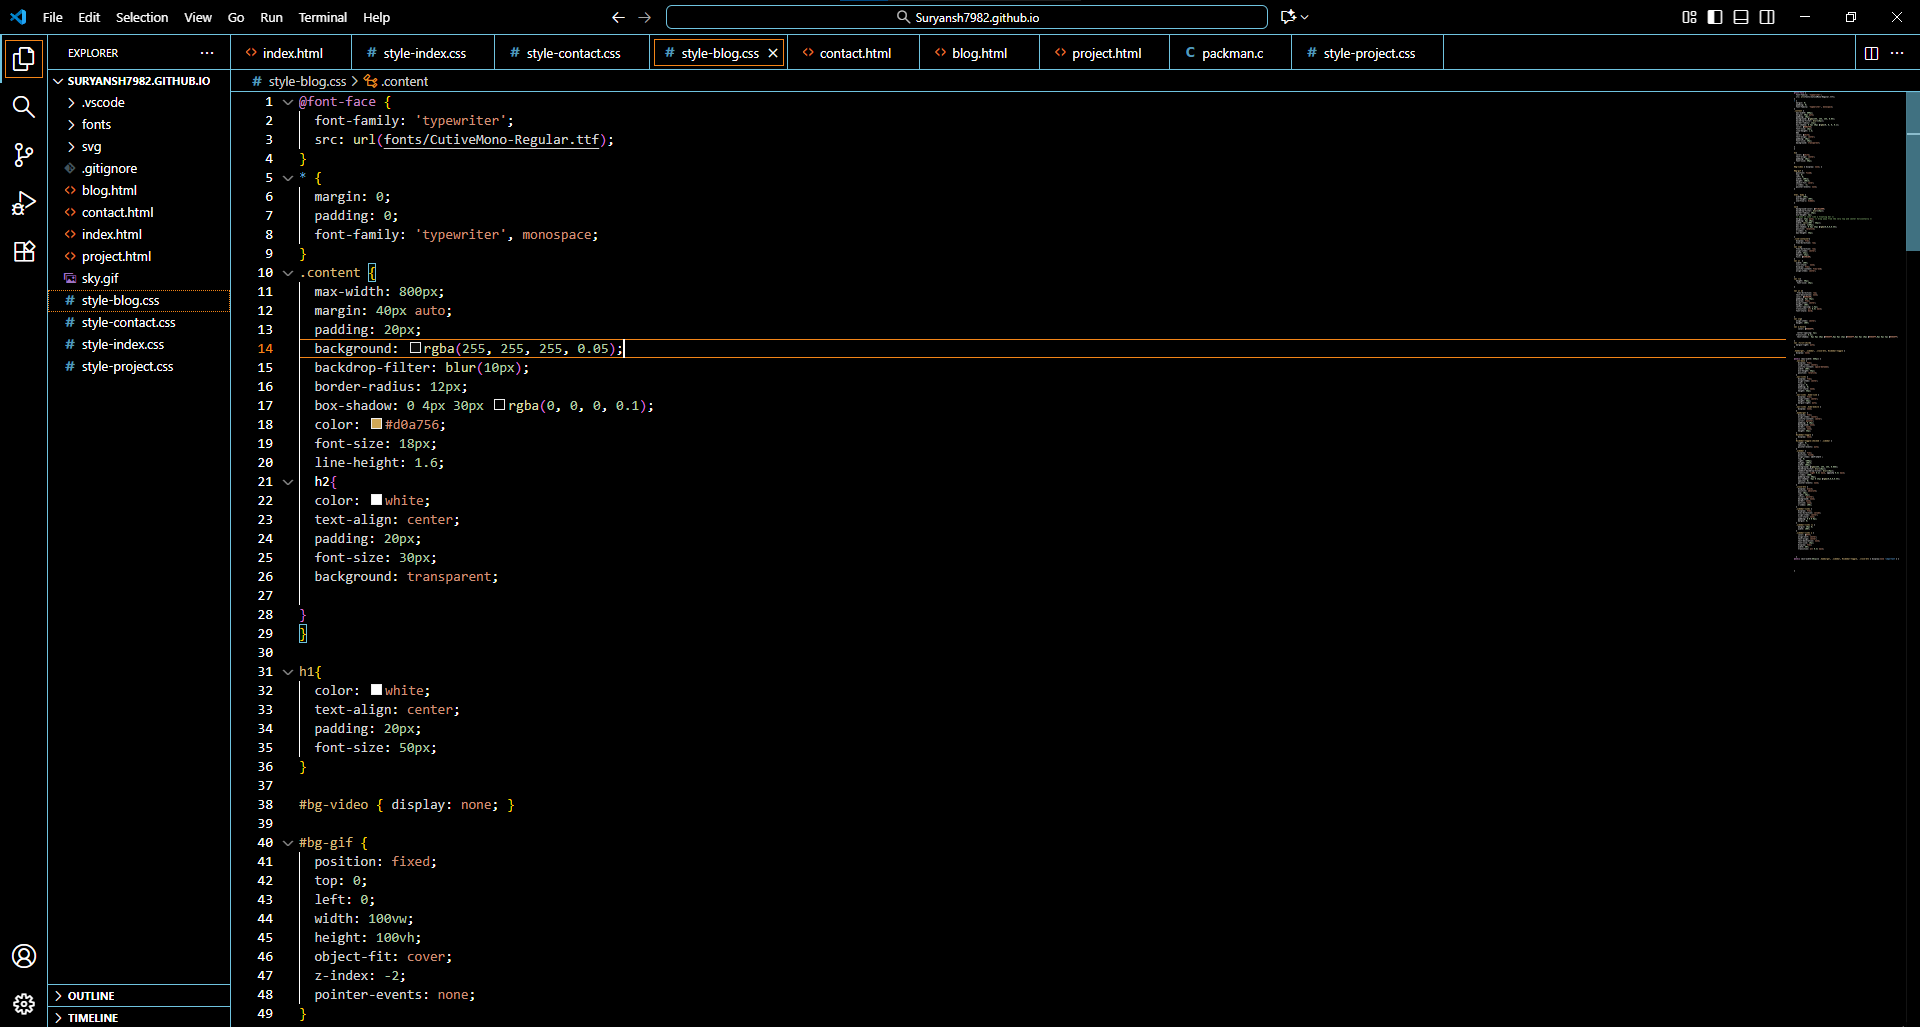 File Edit Selection View Go Run Terminal Help
Suryansh7982.github.io
EXPLORER
SURYANSH7982.GITHUB.IO
.vscode
fonts
svg
.gitignore
blog.html
contact.html
index.html
project.html
sky.gif
style-blog.css
style-contact.css
style-index.css
style-project.css
OUTLINE
TIMELINE
index.html style-index.css style-contact.css style-blog.css contact.html blog.html project.html packman.c style-project.css
style-blog.css > .content
1 @font-face {
2 font-family: 'typewriter';
3 src: url(fonts/CutiveMono-Regular.ttf);
4 }
5 * {
6 margin: 0;
7 padding: 0;
8 font-family: 'typewriter', monospace;
9 }
10 .content {
11 max-width: 800px;
12 margin: 40px auto;
13 padding: 20px;
14 background: rgba(255, 255, 255, 0.05);
15 backdrop-filter: blur(10px);
16 border-radius: 12px;
17 box-shadow: 0 4px 30px rgba(0, 0, 0, 0.1);
18 color: #d0a756;
19 font-size: 18px;
20 line-height: 1.6;
21 h2{
22 color: white;
23 text-align: center;
24 padding: 20px;
25 font-size: 30px;
26 background: transparent;
27
28 }
29 }
30
31 h1{
32 color: white;
33 text-align: center;
34 padding: 20px;
35 font-size: 50px;
36 }
37
38 #bg-video { display: none; }
39
40 #bg-gif {
41 position: fixed;
42 top: 0;
43 left: 0;
44 width: 100vw;
45 height: 100vh;
46 object-fit: cover;
47 z-index: -2;
48 pointer-events: none;
49 }